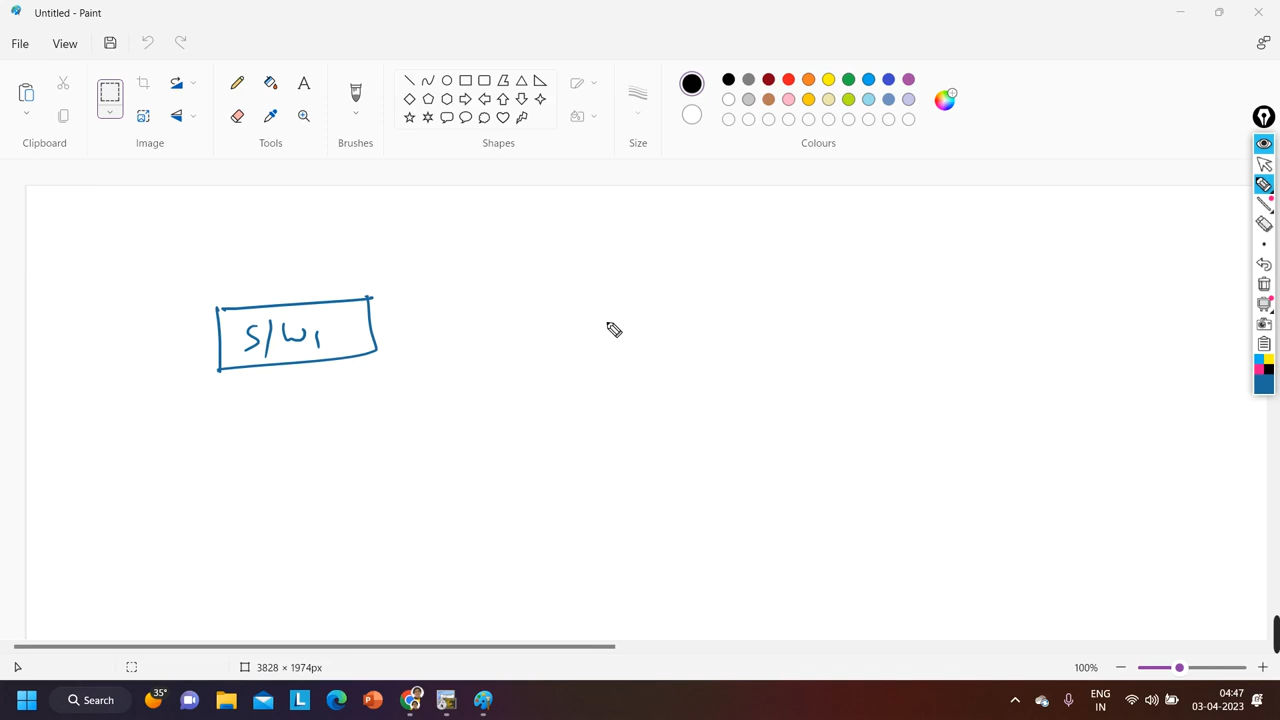 Untitled - Paint
File View
Clipboard Image Tools Brushes Shapes Size Colours
S/W1
3828 × 1974px 100%
35° Search ENG 04:47
IN 03-04-2023